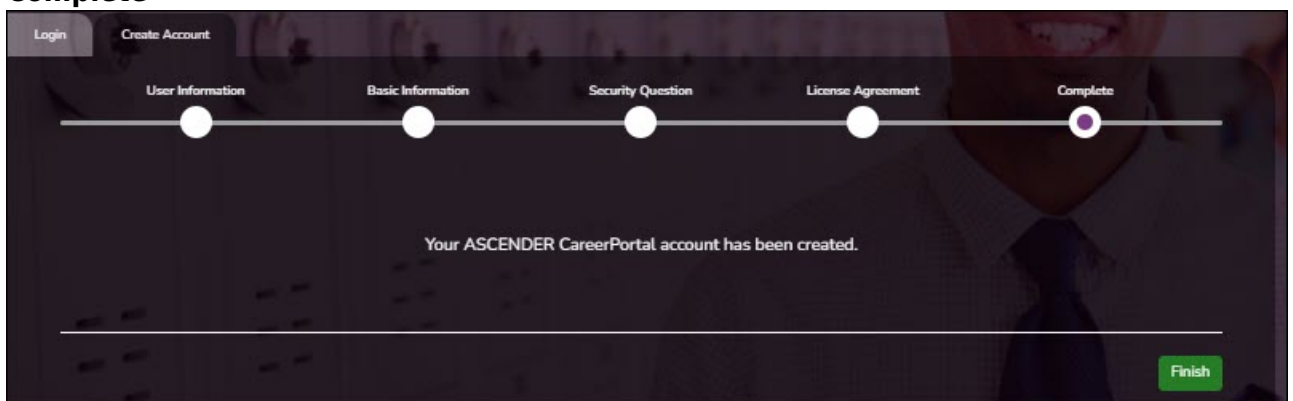 Complete
Login Create Account
User Information Basic Information Security Question License Agreement Complete
Your ASCENDER CareerPortal account has been created.
Finish